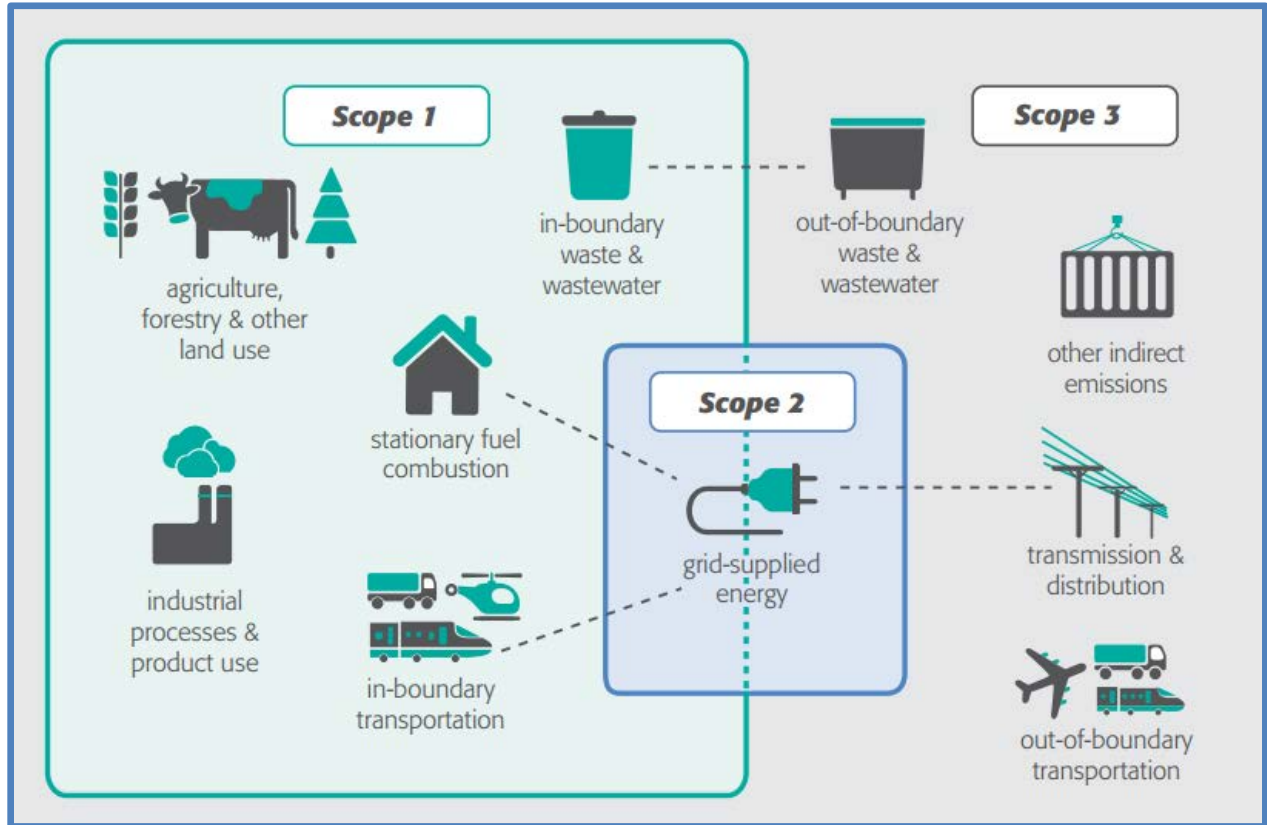 Scope 1
Scope 3
in-boundary
waste &
wastewater
out-of-boundary
waste &
wastewater
agriculture,
forestry & other
land use
other indirect
emissions
Scope 2
stationary fuel
combustion
grid-supplied
energy
transmission &
distribution
industrial
processes &
product use
in-boundary
transportation
out-of-boundary
transportation